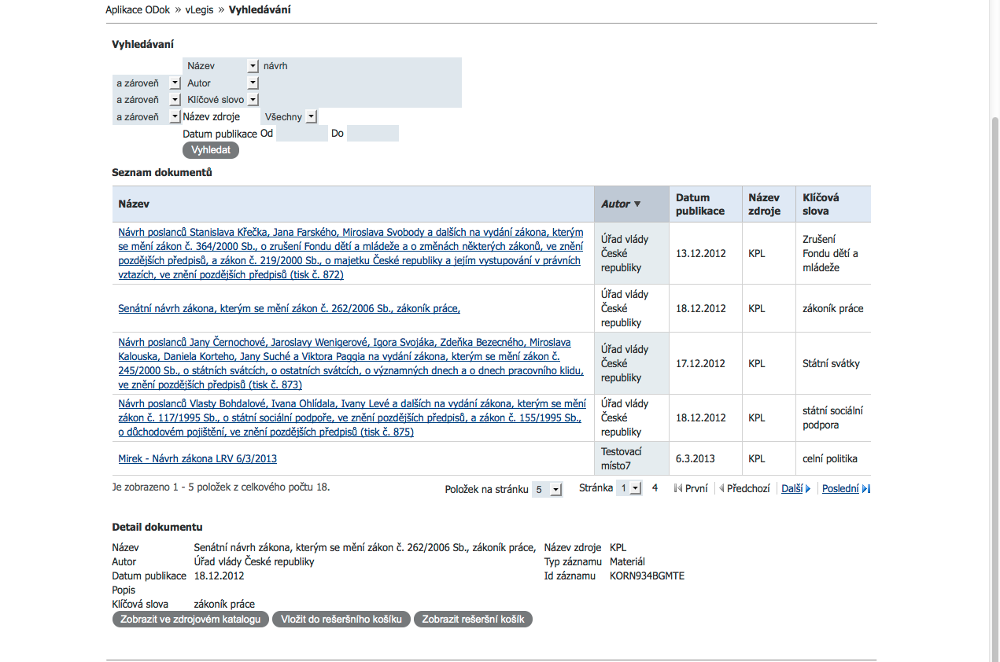 Aplikace ODok » vLegis » Vyhledávání
Vyhledávaní
Název návrh
a zároveň Autor
a zároveň Klíčové slovo
a zároveň Název zdroje Všechny
Datum publikace Od Do
Vyhledat
Seznam dokumentů
Název Autor ▼ Datum publikace Název zdroje Klíčová slova
Návrh poslanců Stanislava Křečka, Jana Farského, Miroslava Svobody a dalších na vydání zákona, kterým
se mění zákon č. 364/2000 Sb., o zrušení Fondu dětí a mládeže a o změnách některých zákonů, ve znění
pozdějších předpisů, a zákon č. 219/2000 Sb., o majetku České republiky a jejím vystupování v právních
vztazích, ve znění pozdějších předpisů (tisk č. 872)
Úřad vlády
České
republiky
13.12.2012
KPL
Zrušení
Fondu dětí a
mládeže
Senátní návrh zákona, kterým se mění zákon č. 262/2006 Sb., zákoník práce,
Úřad vlády
České
republiky
18.12.2012
KPL
zákoník práce
Návrh poslanců Jany Černochové, Jaroslavy Wenigerové, Igora Svojáka, Zdeňka Bezecného, Miroslava
Kalouska, Daniela Korteho, Jany Suché a Viktora Paggia na vydání zákona, kterým se mění zákon č.
245/2000 Sb., o státních svátcích, o ostatních svátcích, o významných dnech a o dnech pracovního klidu,
ve znění pozdějších předpisů (tisk č. 873)
Úřad vlády
České
republiky
17.12.2012
KPL
Státní svátky
Návrh poslanců Vlasty Bohdalové, Ivana Ohlídala, Ivany Levé a dalších na vydání zákona, kterým se mění
zákon č. 117/1995 Sb., o státní sociální podpoře, ve znění pozdějších předpisů, a zákon č. 155/1995 Sb.,
o důchodovém pojištění, ve znění pozdějších předpisů (tisk č. 875)
Úřad vlády
České
republiky
18.12.2012
KPL
státní sociální
podpora
Mirek - Návrh zákona LRV 6/3/2013
Testovací
místo7
6.3.2013
KPL
celní politika
Je zobrazeno 1 - 5 položek z celkového počtu 18. Položek na stránku 5 Stránka 1 4 První Předchozí Další Poslední
Detail dokumentu
Název Senátní návrh zákona, kterým se mění zákon č. 262/2006 Sb., zákoník práce, Název zdroje KPL
Autor Úřad vlády České republiky Typ záznamu Materiál
Datum publikace 18.12.2012 Id záznamu KORN934BGMTE
Popis
Klíčová slova zákoník práce
Zobrazit ve zdrojovém katalogu Vložit do rešeršního košíku Zobrazit rešeršní košík